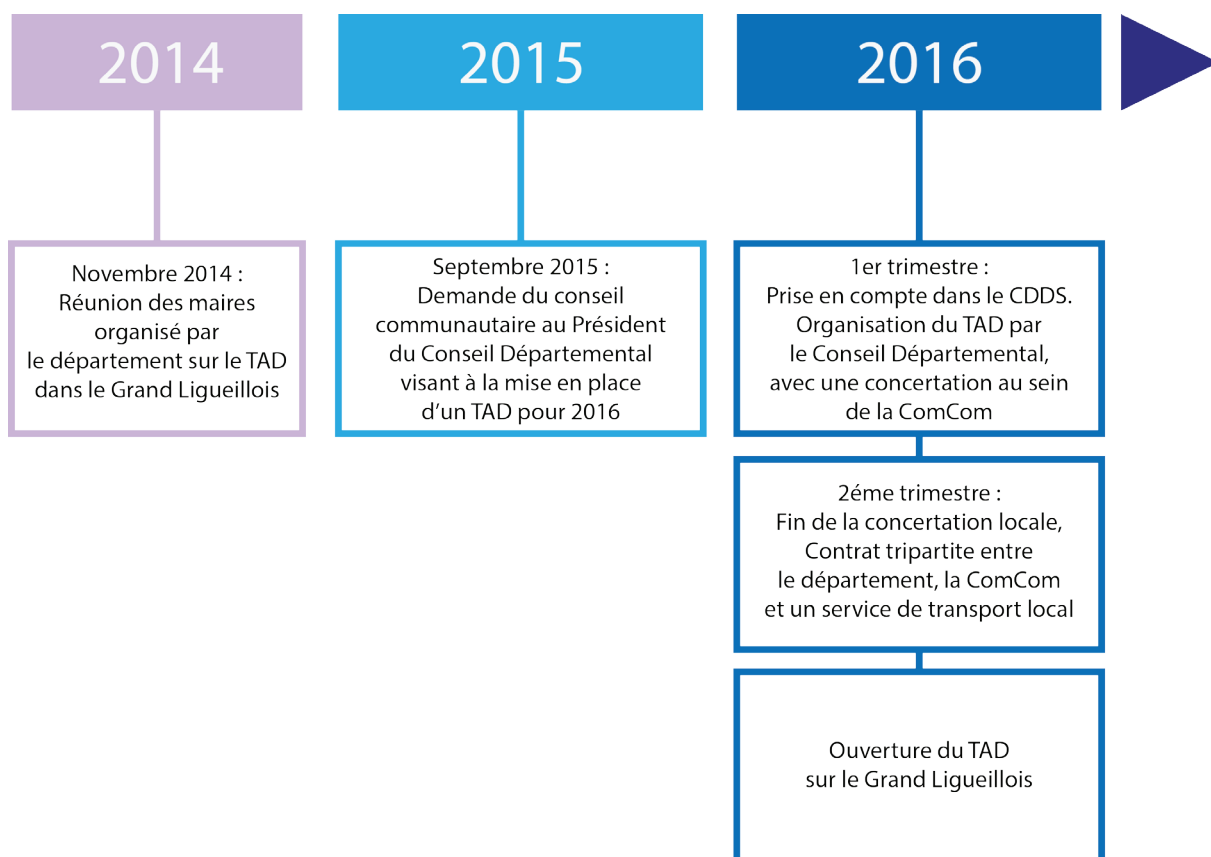 2014
2015
2016
Novembre 2014 :
Réunion des maires
organisé par
le département sur le TAD
dans le Grand Ligueillois
Septembre 2015 :
Demande du conseil
communautaire au Président
du Conseil Départemental
visant à la mise en place
d’un TAD pour 2016
1er trimestre :
Prise en compte dans le CDDS.
Organisation du TAD par
le Conseil Départemental,
avec une concertation au sein
de la ComCom
2éme trimestre :
Fin de la concertation locale,
Contrat tripartite entre
le département, la ComCom
et un service de transport local
Ouverture du TAD
sur le Grand Ligueillois